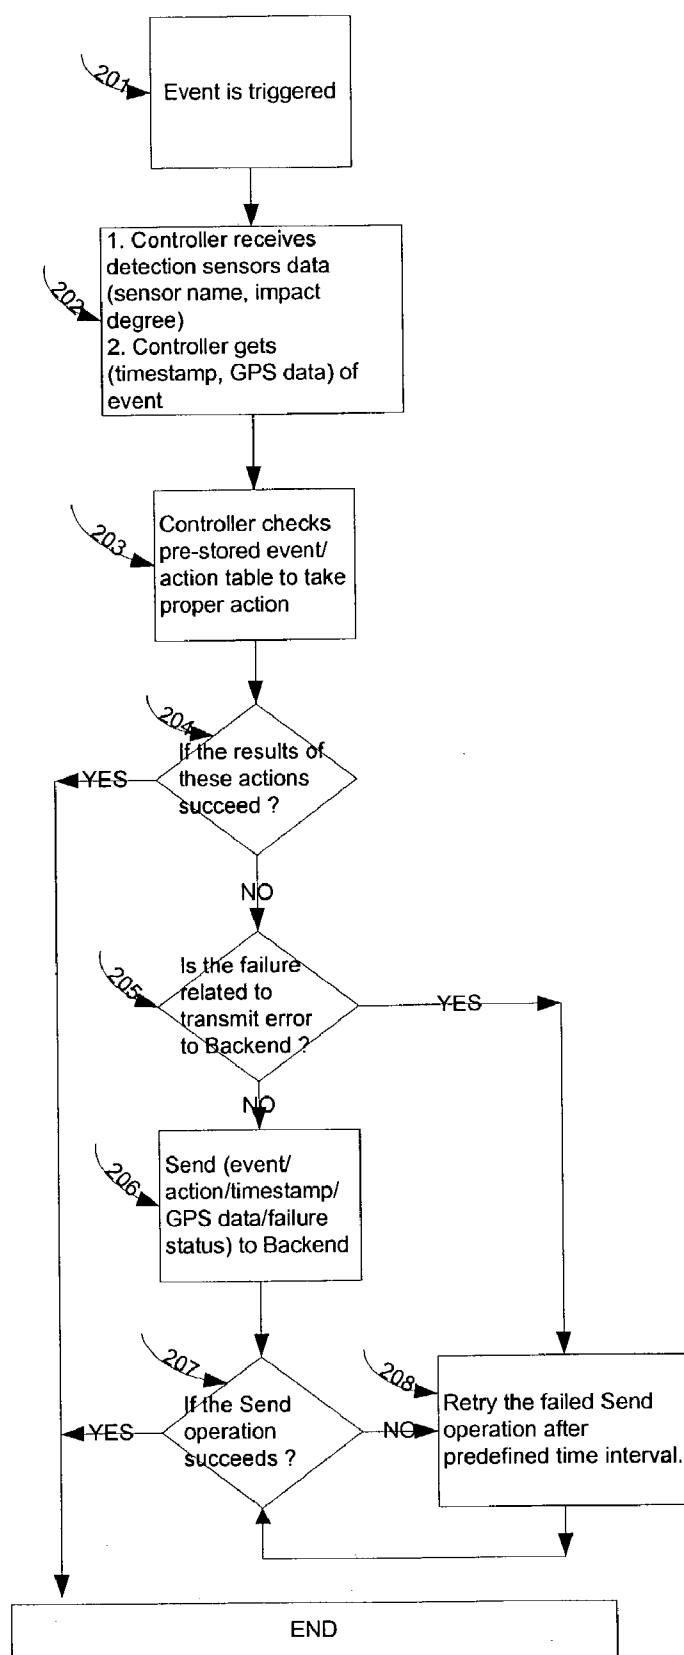 201
Event is triggered
202
1. Controller receives
detection sensors data
(sensor name, impact
degree)
2. Controller gets
(timestamp, GPS data) of
event
203
Controller checks
pre-stored event/
action table to take
proper action
204
If the results of
these actions
succeed ?
YES
NO
205
Is the failure
related to
transmit error
to Backend ?
YES
NO
206
Send (event/
action/timestamp/
GPS data/failure
status) to Backend
207
If the Send
operation
succeeds ?
YES
NO
208
Retry the failed Send
operation after
predefined time interval.
END